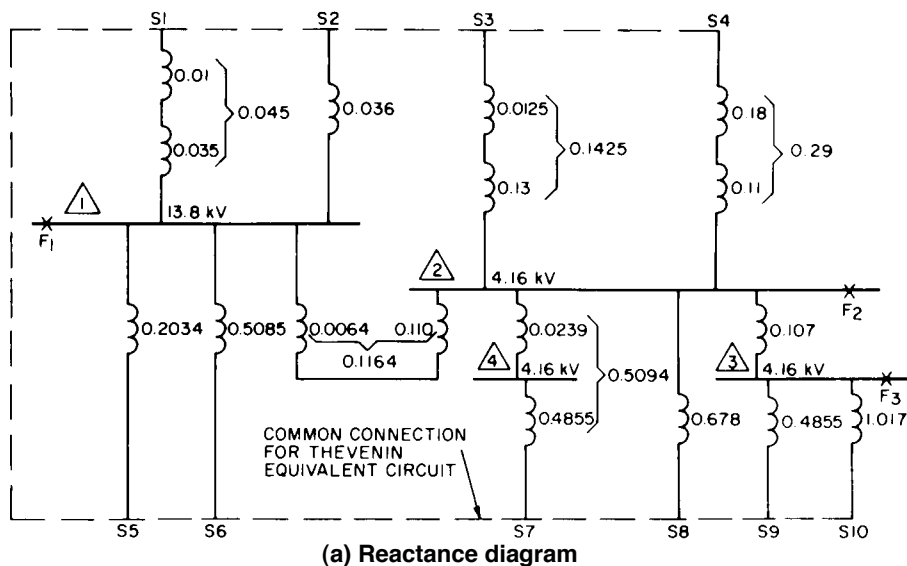 S1 S2 S3 S4
0.01
0.045
0.035
0.036
0.0125
0.1425
0.13
0.18
0.29
0.11
1
13.8 kV
F1
2
4.16 kV
F2
0.2034
0.5085
0.0064
0.110
0.1164
0.0239
0.5094
0.107
4
4.16 kV
3
4.16 kV
F3
0.4855
0.678
0.4855
1.017
COMMON CONNECTION
FOR THEVENIN
EQUIVALENT CIRCUIT
S5 S6 S7 S8 S9 S10
(a) Reactance diagram